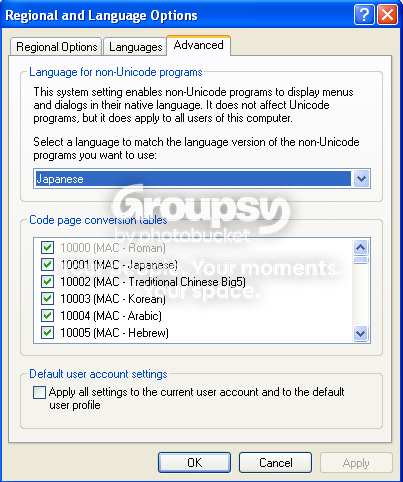 Regional and Language Options
Regional Options Languages Advanced
Language for non-Unicode programs
This system setting enables non-Unicode programs to display menus
and dialogs in their native language. It does not affect Unicode
programs, but it does apply to all users of this computer.
Select a language to match the language version of the non-Unicode
programs you want to use:
Japanese
Groupsy
by photobucket
Code page conversion tables
10000 (MAC - Roman)
10001 (MAC - Japanese)
Your moments.
10002 (MAC - Traditional Chinese Big5)
Your space.
10003 (MAC - Korean)
10004 (MAC - Arabic)
10005 (MAC - Hebrew)
Default user account settings
Apply all settings to the current user account and to the default
user profile
OK Cancel Apply